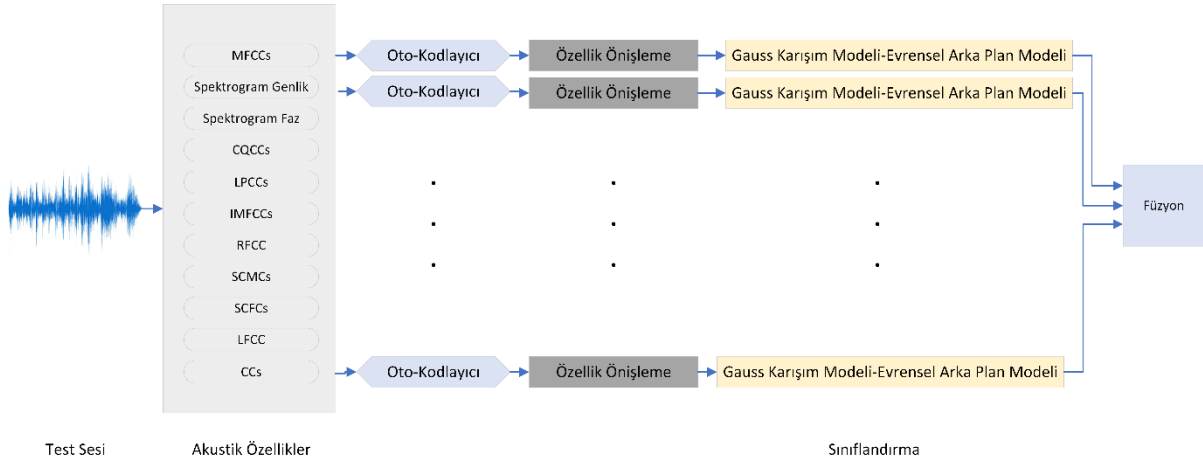 MFCCs
Oto-Kodlayıcı
Özellik Önişleme
Gauss Karışım Modeli-Evrensel Arka Plan Modeli
Spektrogram Genlik
Oto-Kodlayıcı
Özellik Önişleme
Gauss Karışım Modeli-Evrensel Arka Plan Modeli
Spektrogram Faz
CQCCs
LPCCs
IMFCCs
RFCC
SCMCs
SCFCs
LFCC
CCs
Oto-Kodlayıcı
Özellik Önişleme
Gauss Karışım Modeli-Evrensel Arka Plan Modeli
Füzyon
Test Sesi
Akustik Özellikler
Sınıflandırma